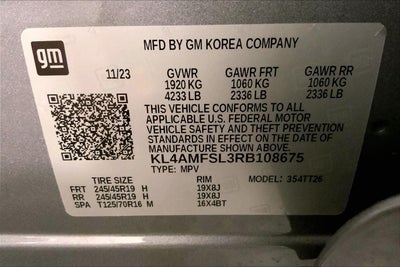 gm
MFD BY GM KOREA COMPANY
11/23 GVWR GAWR FRT GAWR RR
1920 KG 1060 KG 1060 KG
4233 LB 2336 LB 2336 LB
THIS VEHICLE CONFORMS TO ALL
APPLICABLE U.S. FEDERAL MOTOR
VEHICLE SAFETY AND THEFT PREVENTION
STANDARDS IN EFFECT ON THE DATE OF
MANUFACTURE SHOWN ABOVE.
KL4AMFSL3RB108675
TYPE: MPV
TIRE SIZE RIM MODEL: 354TT26
FRT 245/45R19 H 19X8J
RR 245/45R19 H 19X8J
SPA T125/70R16 M 16X4BT